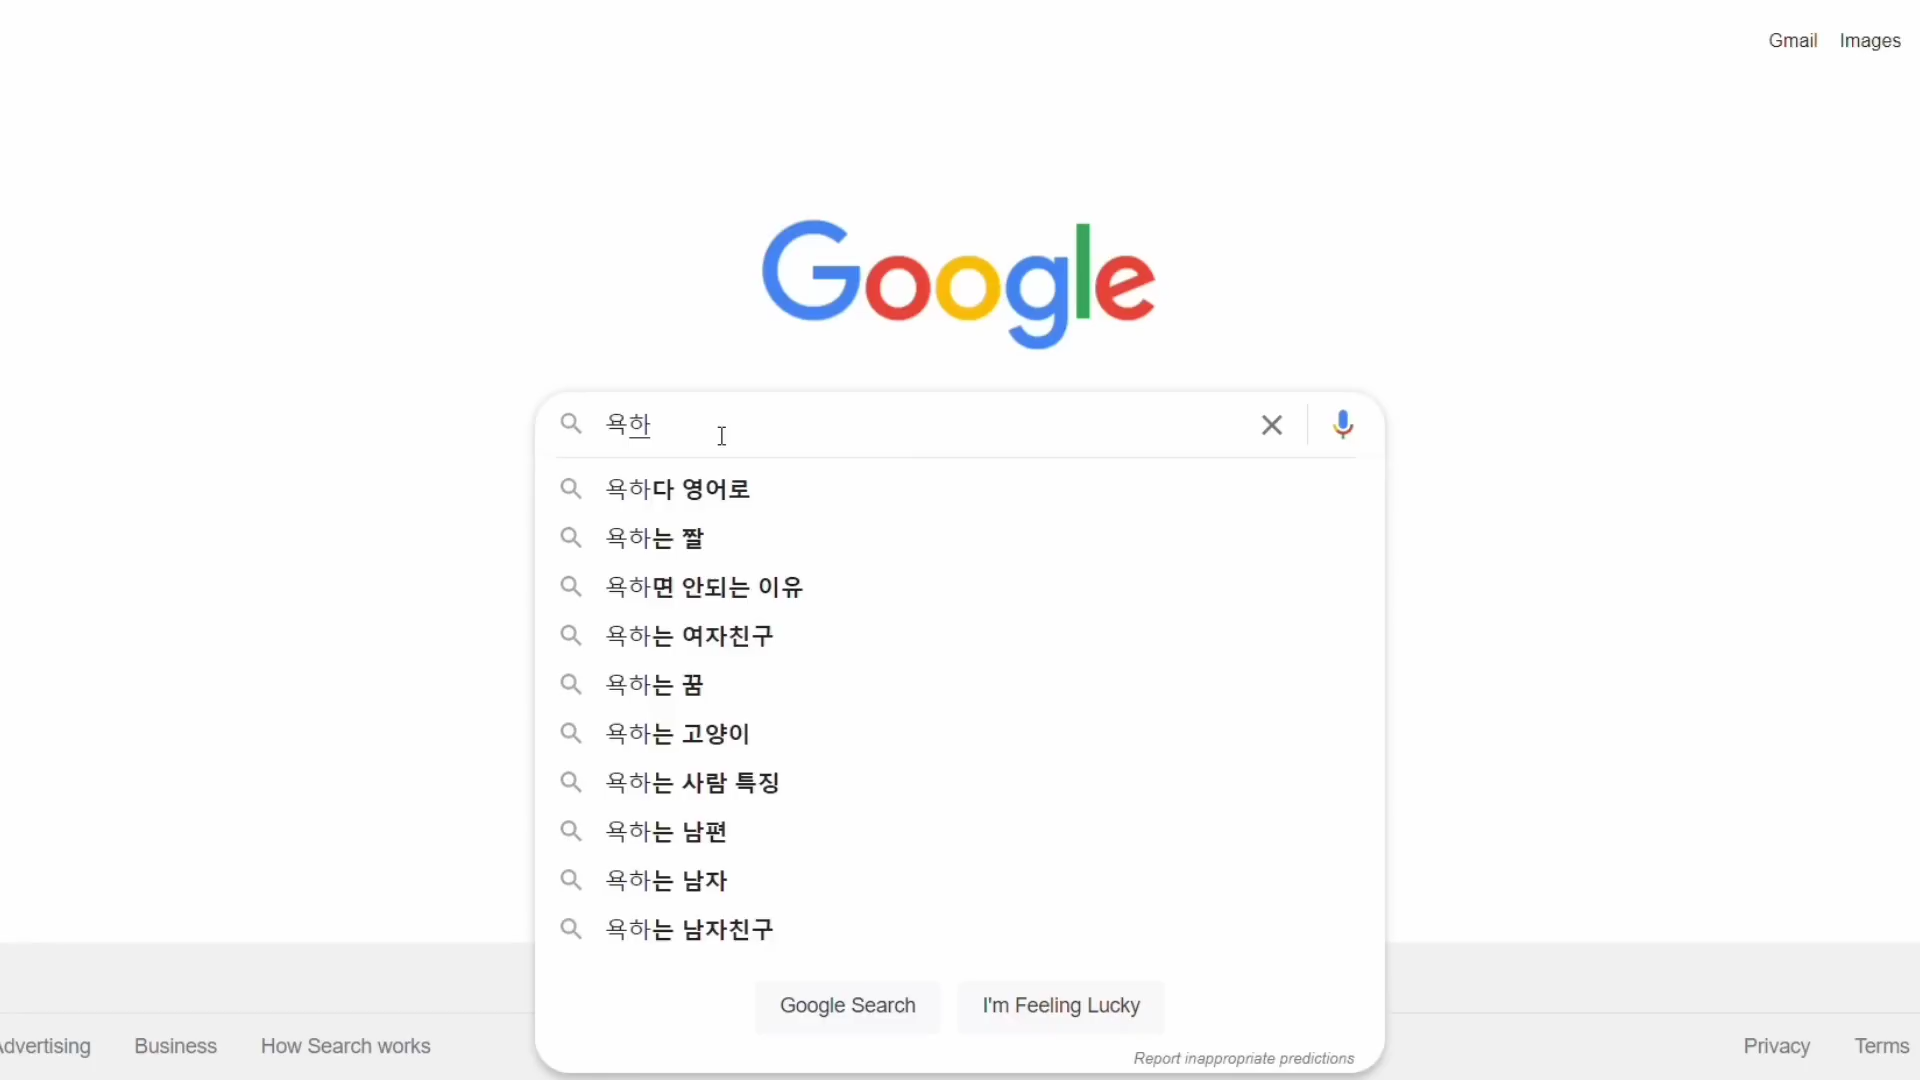 Gmail Images
Google
욕하
욕하다 영어로
욕하는 짤
욕하면 안되는 이유
욕하는 여자친구
욕하는 꿈
욕하는 고양이
욕하는 사람 특징
욕하는 남편
욕하는 남자
욕하는 남자친구
Google Search I'm Feeling Lucky
Report inappropriate predictions
Advertising Business How Search works Privacy Terms